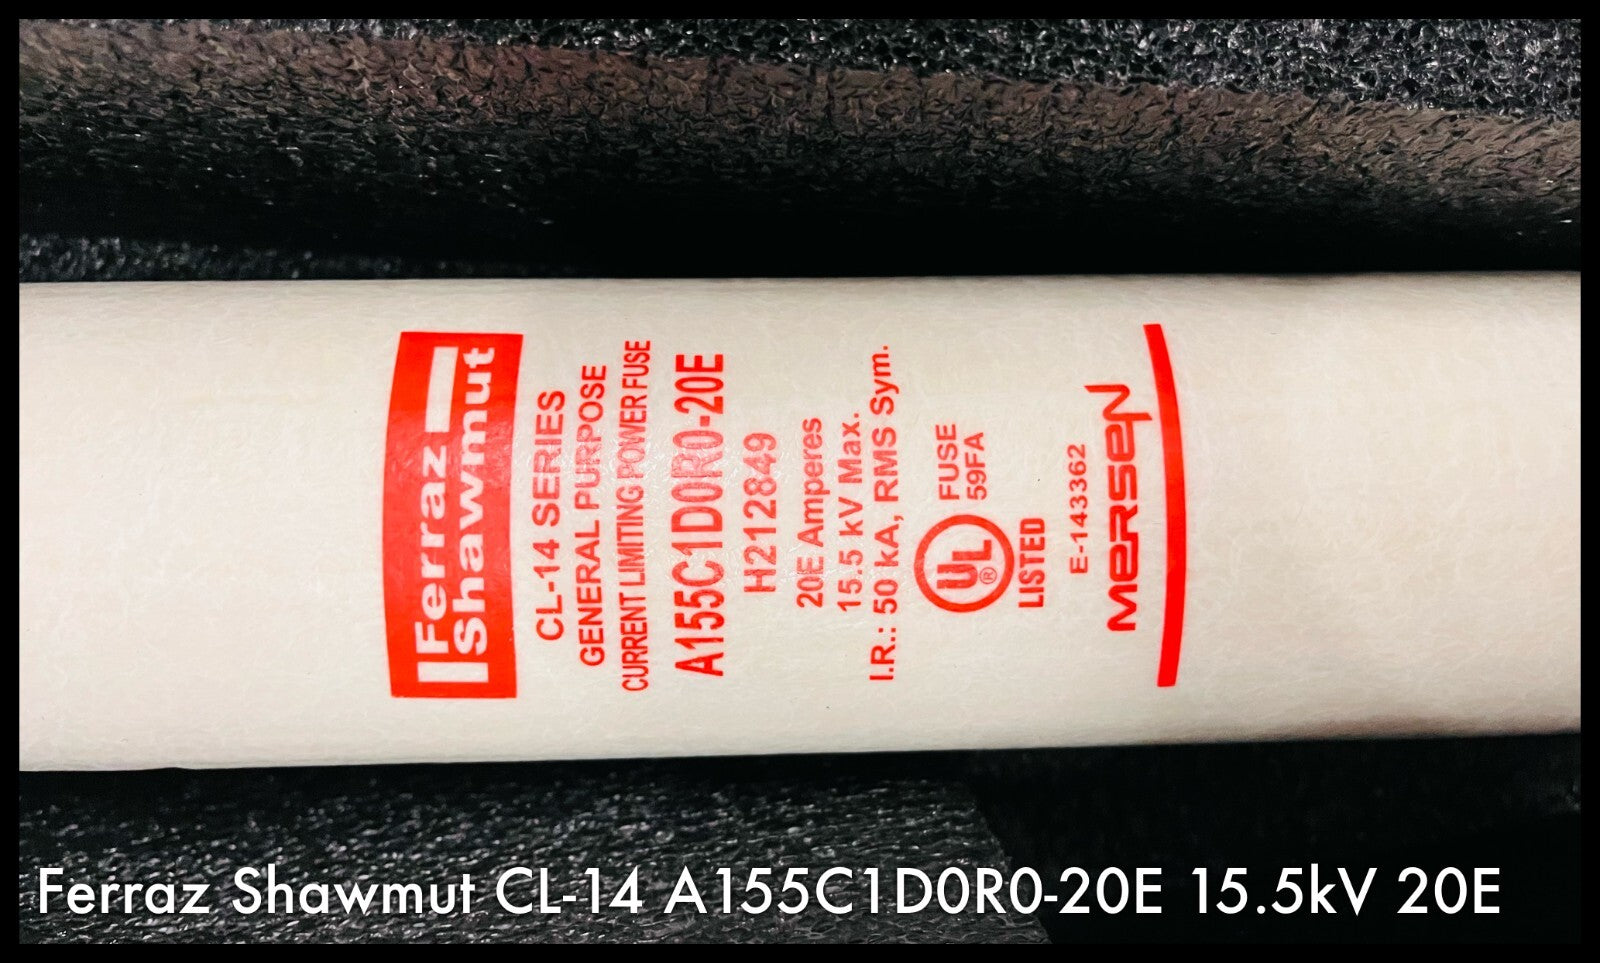 Ferraz
Shawmut
CL-14 SERIES
GENERAL PURPOSE
CURRENT LIMITING POWER FUSE
A155C1D0R0-20E
H212849
20E Amperes
15.5 kV Max.
I.R.: 50 kA, RMS Sym.
UL®
LISTED
FUSE
59FA
E-143362
MERSEN
Ferraz Shawmut CL-14 A155C1D0R0-20E 15.5kV 20E